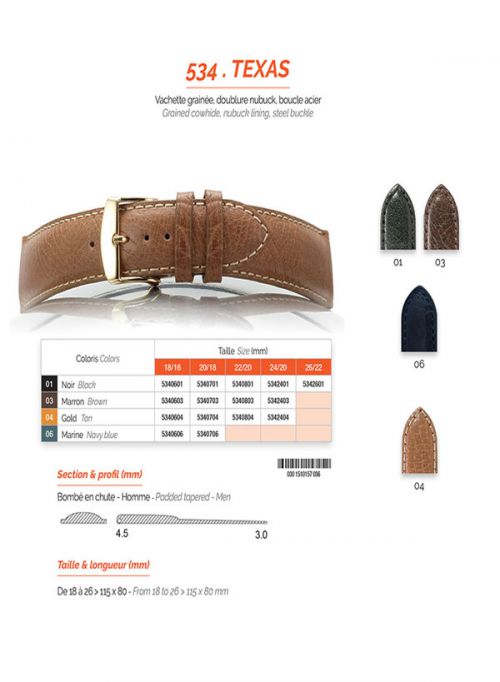 534 . TEXAS
Vachette grainée, doublure nubuck, boucle acier
Grained cowhide, nubuck lining, steel buckle
01 03
06
04
Coloris Colors Taille Size (mm)
18/16 20/18 22/20 24/20 26/22
01 Noir Black 5340601 5340701 5340801 5342401 5342601
03 Marron Brown 5340603 5340703 5340803 5342403
04 Gold Tan 5340604 5340704 5340804 5342404
06 Marine Navy blue 5340606 5340706
Section & profil (mm)
Bombé en chute - Homme - Padded tapered - Men
4.5 3.0
Taille & longueur (mm)
De 18 à 26 > 115 x 80 - From 18 to 26 > 115 x 80 mm